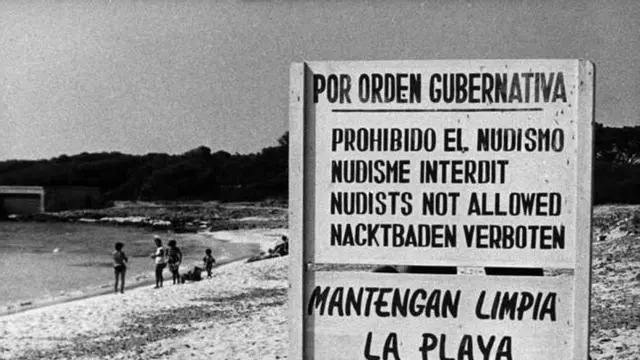 POR ORDEN GUBERNATIVA
PROHIBIDO EL NUDISMO
NUDISME INTERDIT
NUDISTS NOT ALLOWED
NACKTBADEN VERBOTEN
MANTENGAN LIMPIA
LA PLAYA